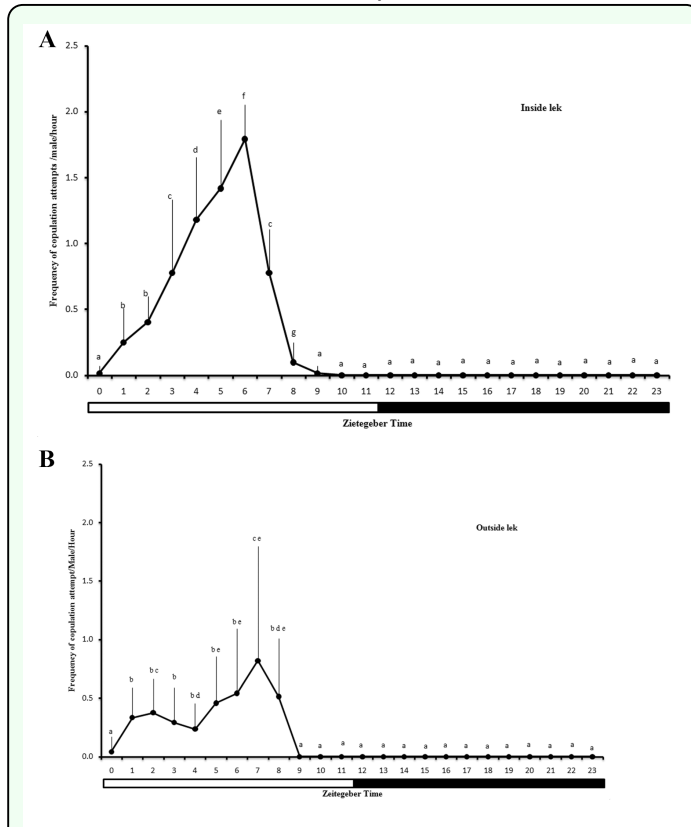 A
2.5
f
2.0
Inside lek
e
d
1.5
c
c
1.0
b
b
0.5
g
a
a a a a a a a a a a a a a a a
0.0
Frequency of copulation attempts /male/hour
0 1 2 3 4 5 6 7 8 9 10 11 12 13 14 15 16 17 18 19 20 21 22 23
Zietegeber Time
B
2.5
2.0
Outside lek
c e
1.5
b e
b d e
1.0
b e
b c
b
b
b d
0.5
a
a a a a a a a a a a a a a a a
0.0
Frequency of copulation attempt/Male/Hour
0 1 2 3 4 5 6 7 8 9 10 11 12 13 14 15 16 17 18 19 20 21 22 23
Zeitegeber Time